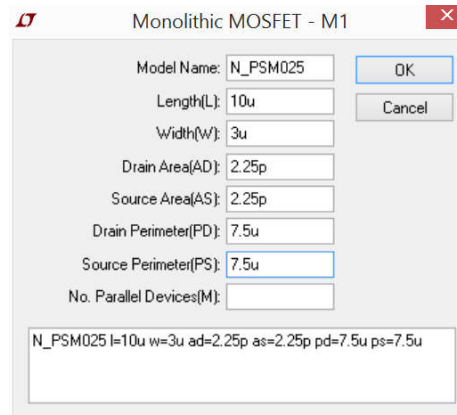 Monolithic MOSFET - M1
Model Name: N_PSM025
OK
Length(L): 10u
Cancel
Width(W): 3u
Drain Area(AD): 2.25p
Source Area(AS): 2.25p
Drain Perimeter(PD): 7.5u
Source Perimeter(PS): 7.5u
No. Parallel Devices(M):
N_PSM025 l=10u w=3u ad=2.25p as=2.25p pd=7.5u ps=7.5u